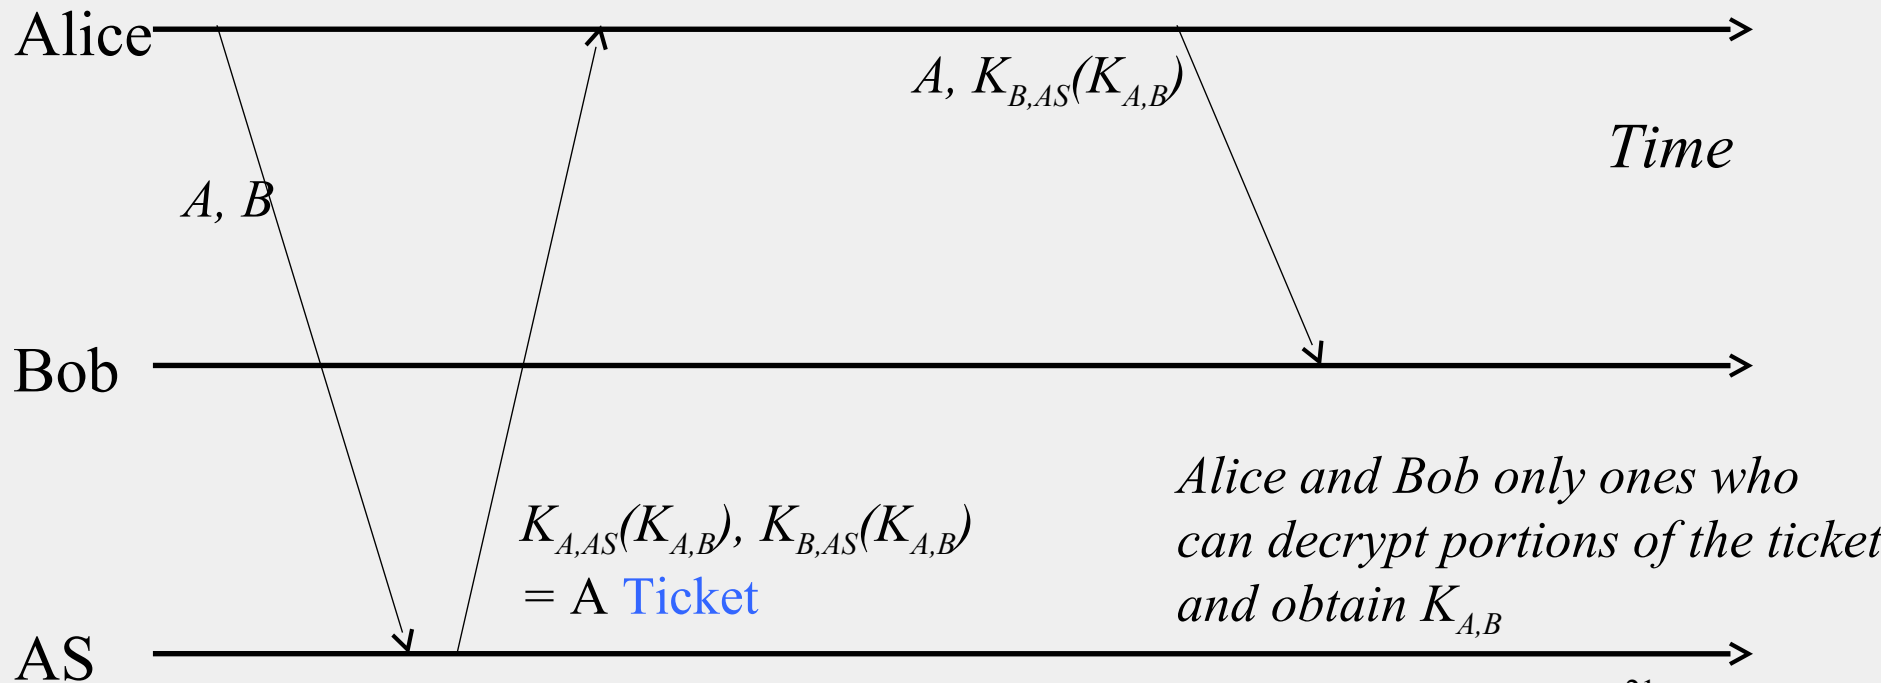 Alice
A, K_{B,AS}(K_{A,B})
Time
A, B
Bob
K_{A,AS}(K_{A,B}), K_{B,AS}(K_{A,B})
= A Ticket
Alice and Bob only ones who
can decrypt portions of the ticket
and obtain K_{A,B}
AS